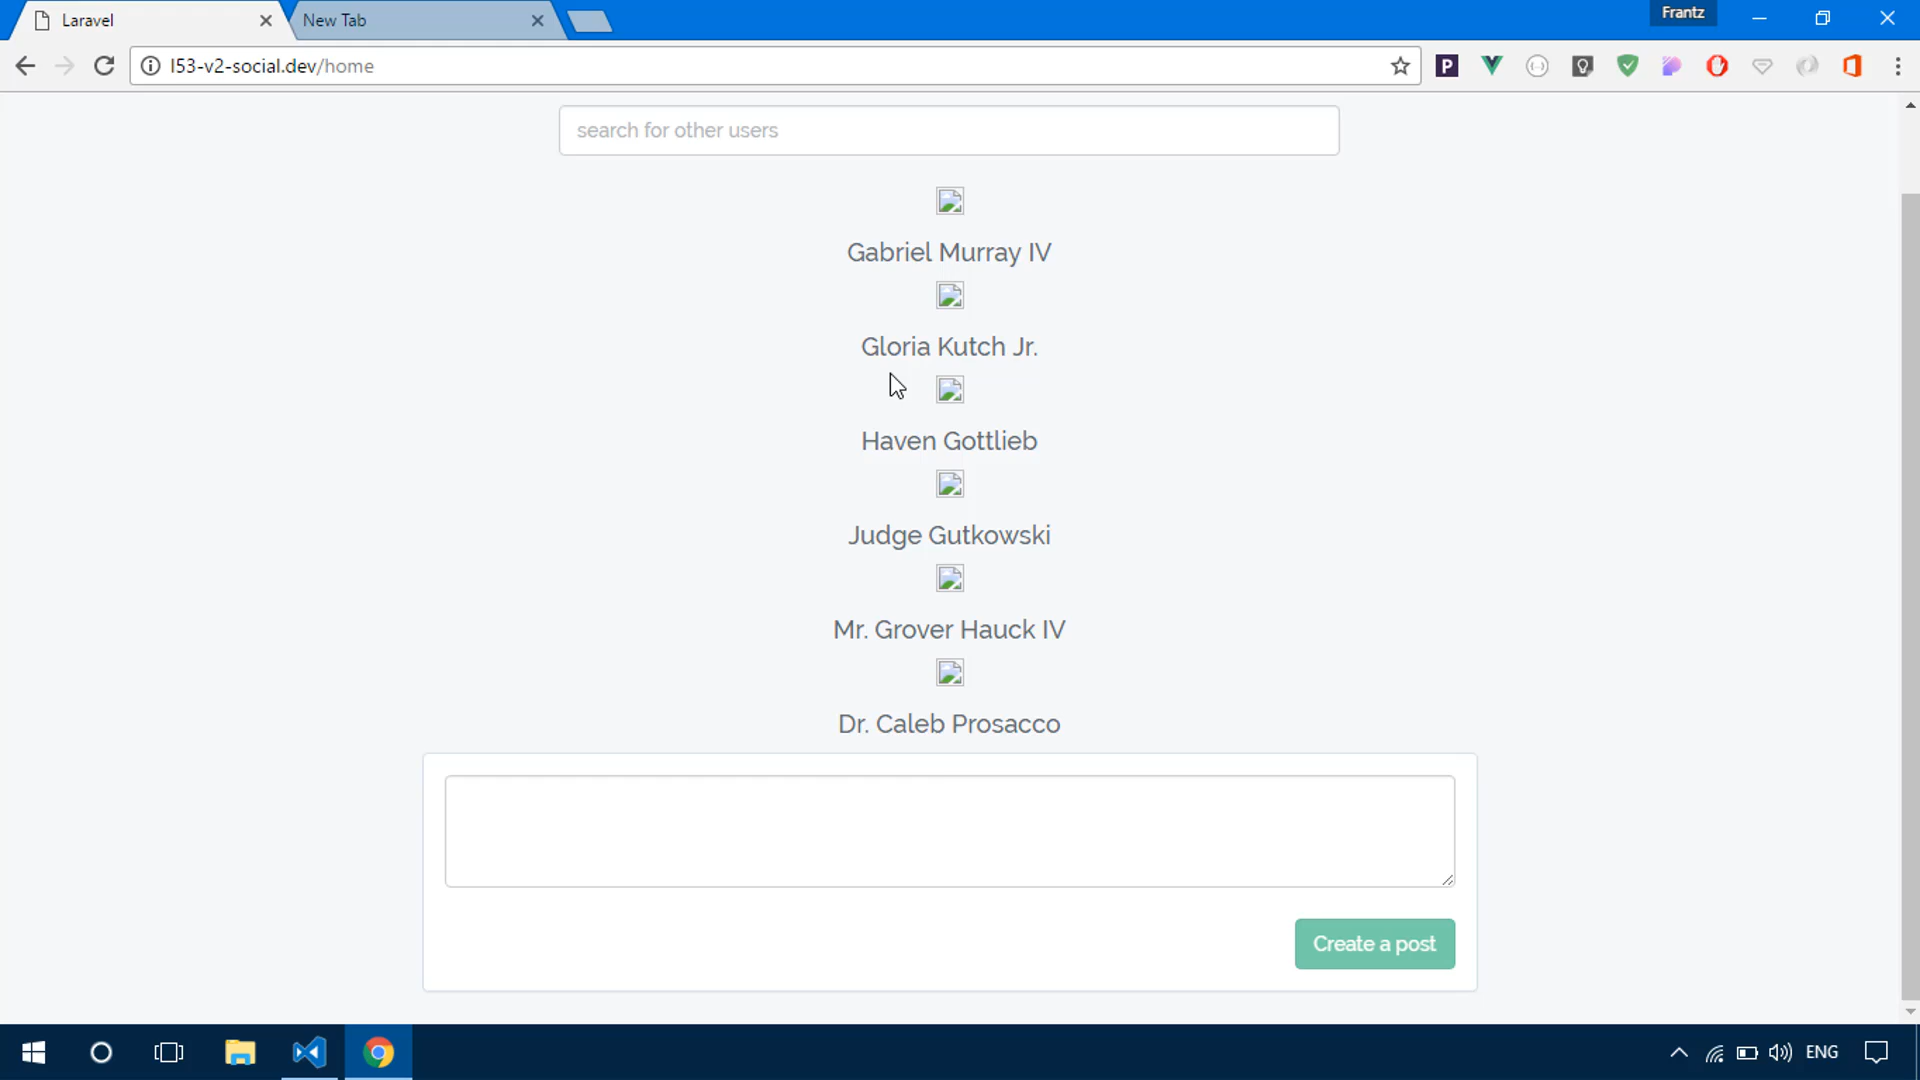 Laravel
New Tab
Frantz
l53-v2-social.dev/home
P
search for other users
Gabriel Murray IV
Gloria Kutch Jr.
Haven Gottlieb
Judge Gutkowski
Mr. Grover Hauck IV
Dr. Caleb Prosacco
Create a post
ENG